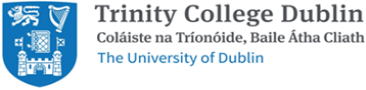 Trinity College Dublin
Coláiste na Tríonóide, Baile Átha Cliath
The University of Dublin